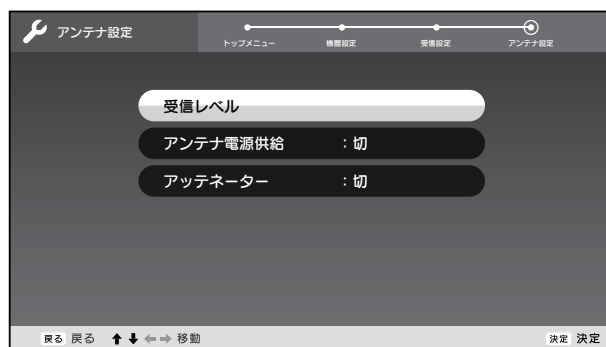 アンテナ設定
トップメニュー 機器設定 受信設定 アンテナ設定
受信レベル
アンテナ電源供給 :切
アッテネーター :切
戻る 戻る 移動 決定 決定